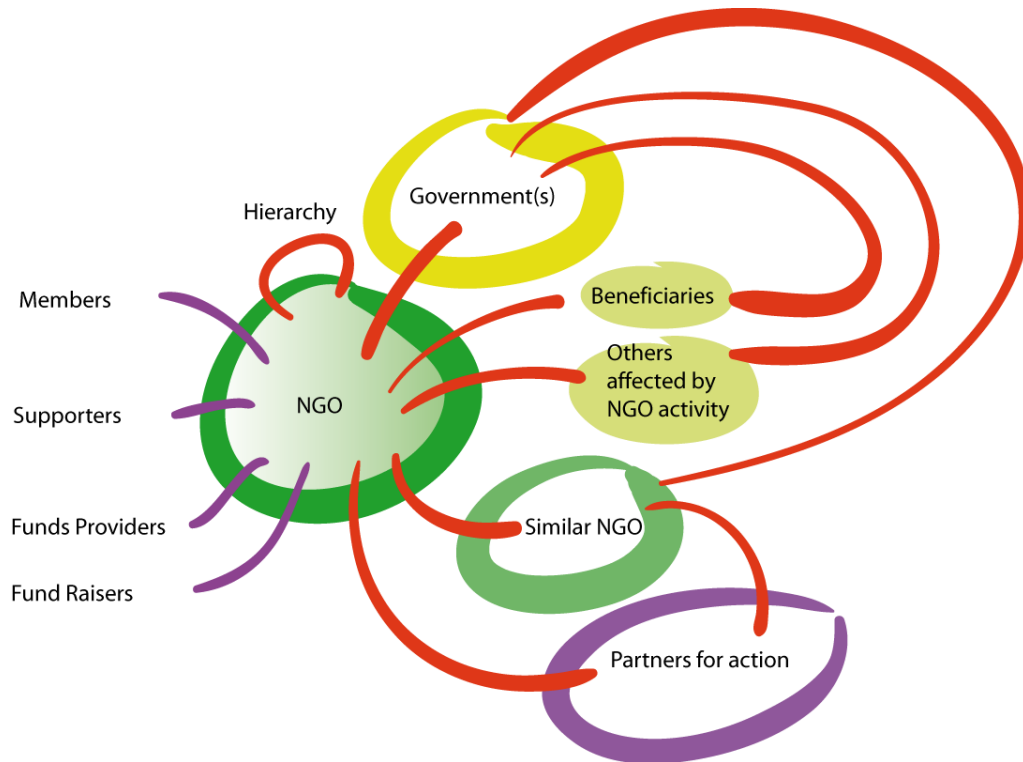 Government(s)
Hierarchy
Members
Beneficiaries
Others
affected by
NGO activity
NGO
Supporters
Funds Providers
Similar NGO
Fund Raisers
Partners for action